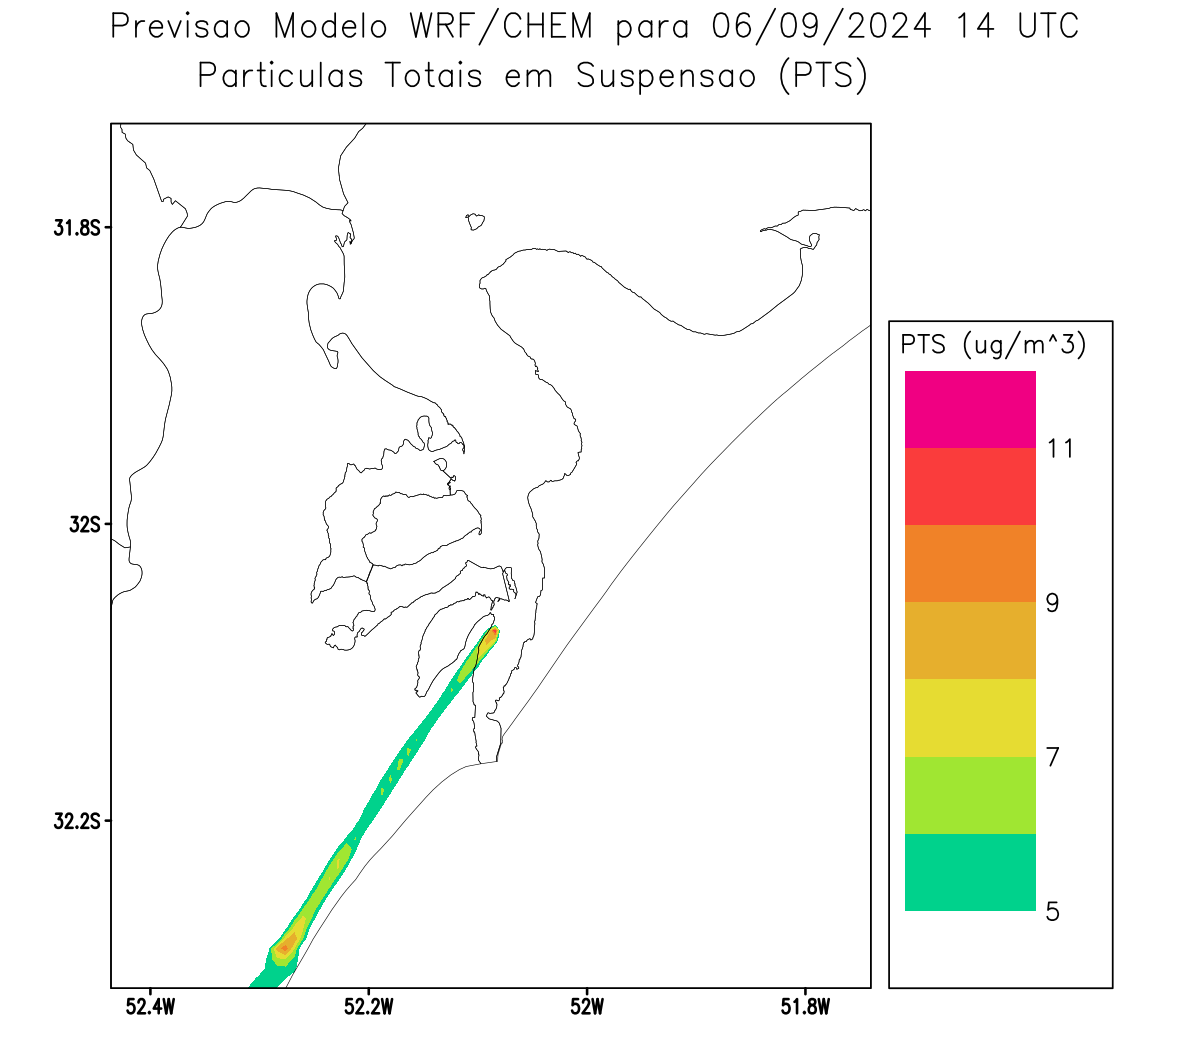 Previsao Modelo WRF/CHEM para 06/09/2024 14 UTC
Particulas Totais em Suspensao (PTS)
31.8S
32S
32.2S
52.4W
52.2W
52W
51.8W
PTS (ug/m^3)
11
9
7
5